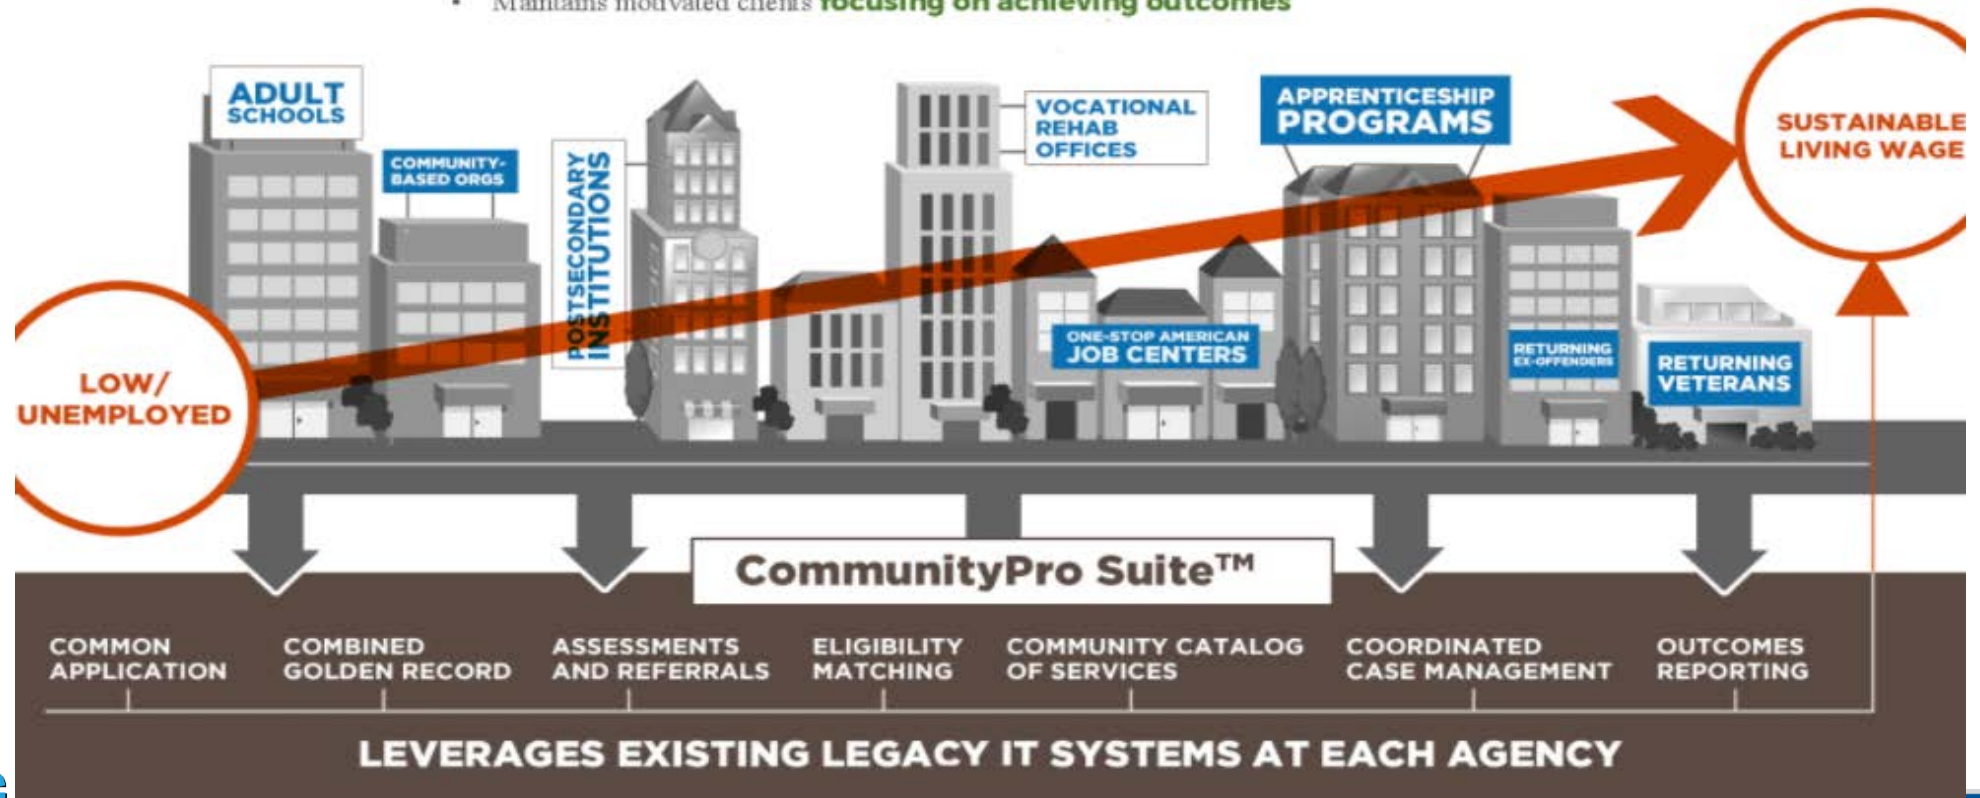 • Maintains motivated clients focusing on achieving outcomes
ADULT
SCHOOLS
COMMUNITY-
BASED ORGS
POSTSECONDARY
INSTITUTIONS
VOCATIONAL
REHAB
OFFICES
APPRENTICESHIP
PROGRAMS
SUSTAINABLE
LIVING WAGE
ONE-STOP AMERICAN
JOB CENTERS
RETURNING
EX-OFFENDERS
RETURNING
VETERANS
LOW/
UNEMPLOYED
CommunityPro Suite™
COMMON
APPLICATION
COMBINED
GOLDEN RECORD
ASSESSMENTS
AND REFERRALS
ELIGIBILITY
MATCHING
COMMUNITY CATALOG
OF SERVICES
COORDINATED
CASE MANAGEMENT
OUTCOMES
REPORTING
LEVERAGES EXISTING LEGACY IT SYSTEMS AT EACH AGENCY